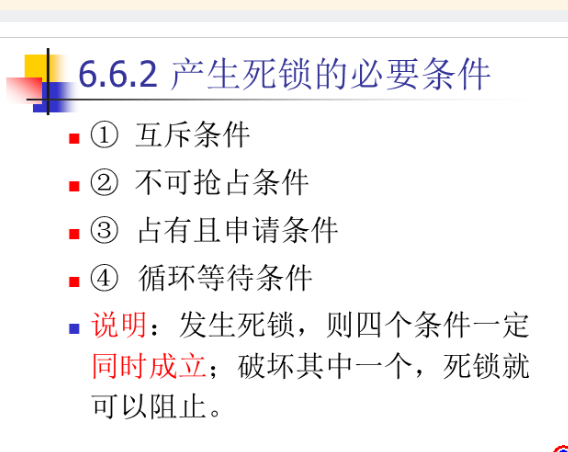 6.6.2 产生死锁的必要条件
① 互斥条件
② 不可抢占条件
③ 占有且申请条件
④ 循环等待条件
说明：发生死锁，则四个条件一定
同时成立；破坏其中一个，死锁就
可以阻止。